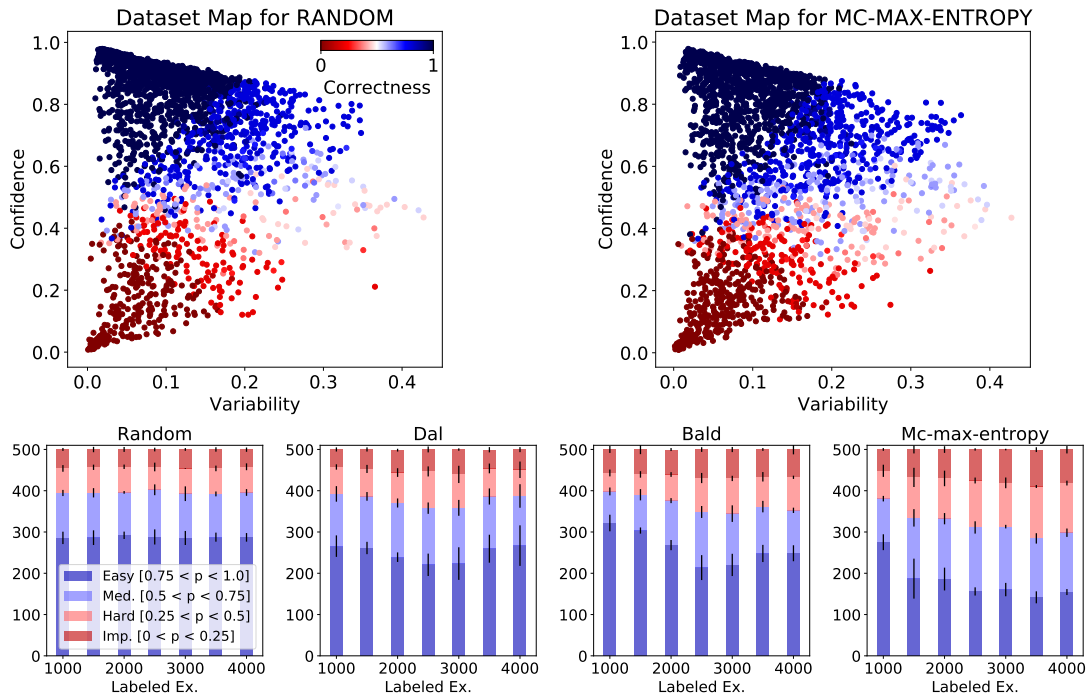 Dataset Map for RANDOM
1.0
0.8
0.6
0.4
0.2
0.0
Confidence
0 1
Correctness
0.0 0.1 0.2 0.3 0.4
Variability
Dataset Map for MC-MAX-ENTROPY
1.0
0.8
0.6
0.4
0.2
0.0
Confidence
0.0 0.1 0.2 0.3 0.4
Variability
Random
500
400
300
200
100
0
Easy [0.75 < p < 1.0]
Med. [0.5 < p < 0.75]
Hard [0.25 < p < 0.5]
Imp. [0 < p < 0.25]
1000 2000 3000 4000
Labeled Ex.
Dal
500
400
300
200
100
0
1000 2000 3000 4000
Labeled Ex.
Bald
500
400
300
200
100
0
1000 2000 3000 4000
Labeled Ex.
Mc-max-entropy
500
400
300
200
100
0
1000 2000 3000 4000
Labeled Ex.